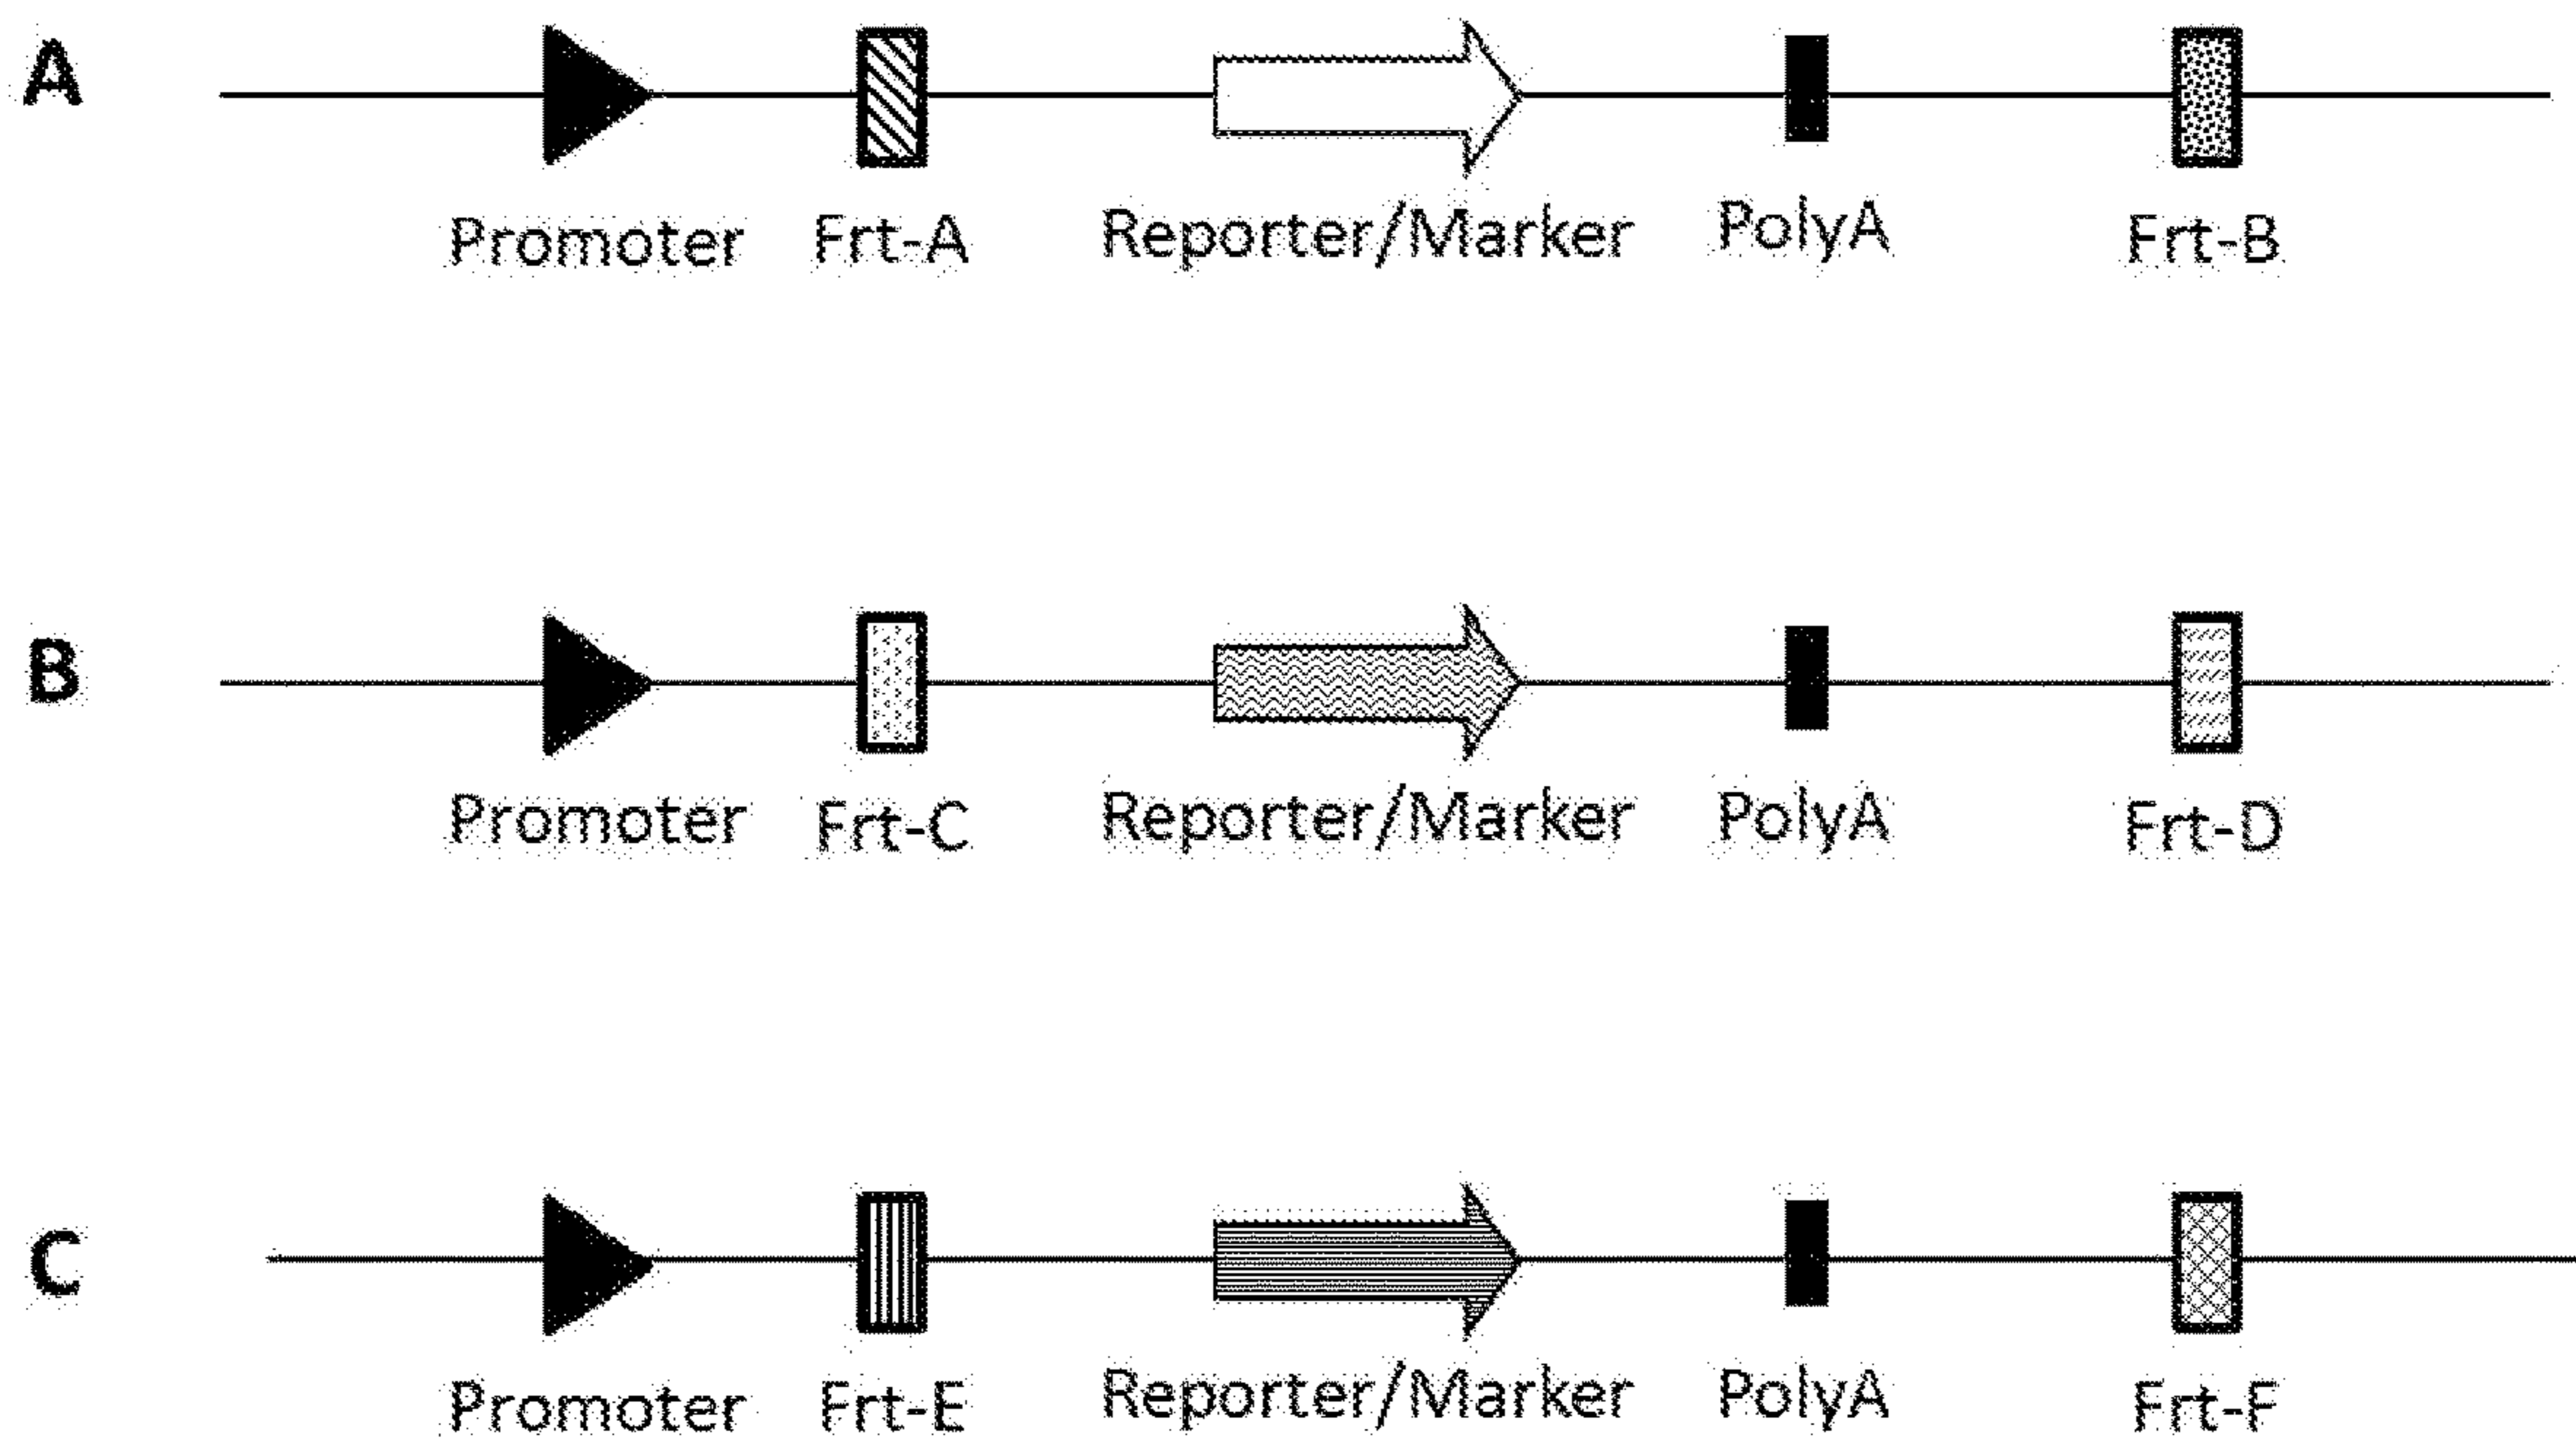 A
Promoter Frt-A Reporter/Marker PolyA Frt-B
B
Promoter Frt-C Reporter/Marker PolyA Frt-D
C
Promoter Frt-E Reporter/Marker PolyA Frt-F